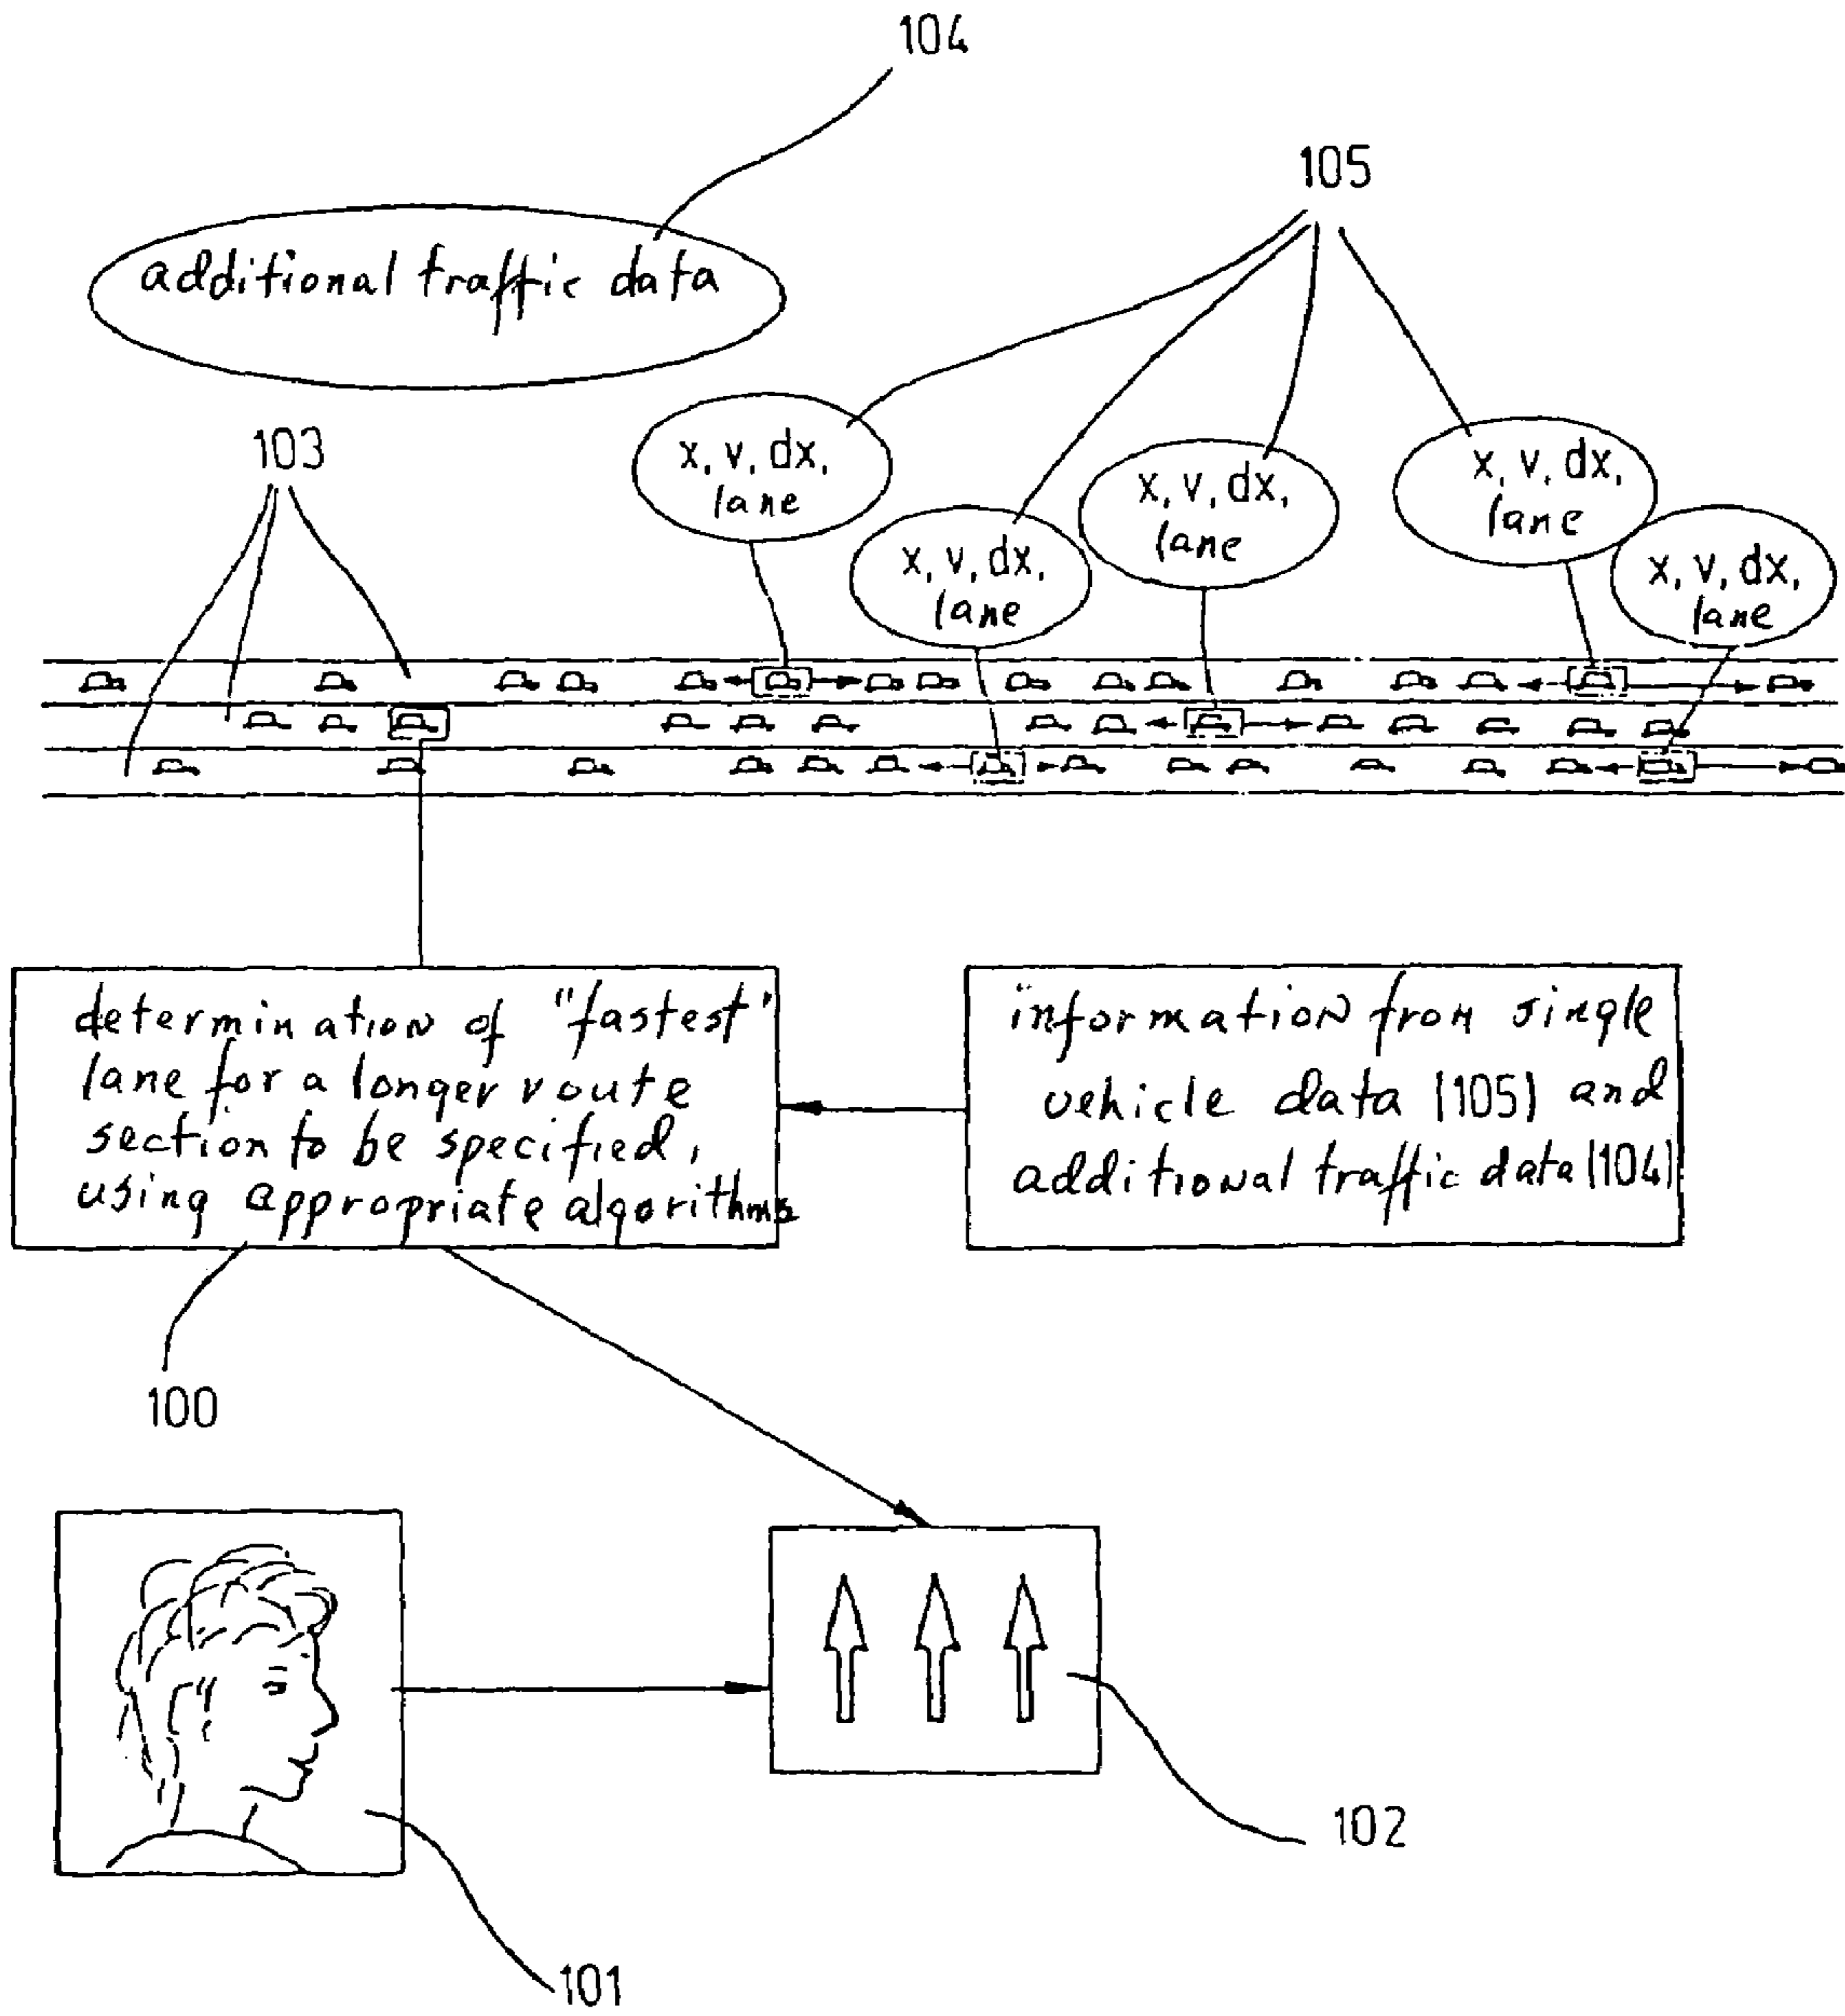 104
105
additional traffic data
103
x, v, dx,
lane
x, v, dx,
lane
x, v, dx,
lane
x, v, dx,
lane
x, v, dx,
lane
determination of "fastest"
lane for a longer route
section to be specified,
using appropriate algorithms
information from single
vehicle data (105) and
additional traffic data (104)
100
102
101